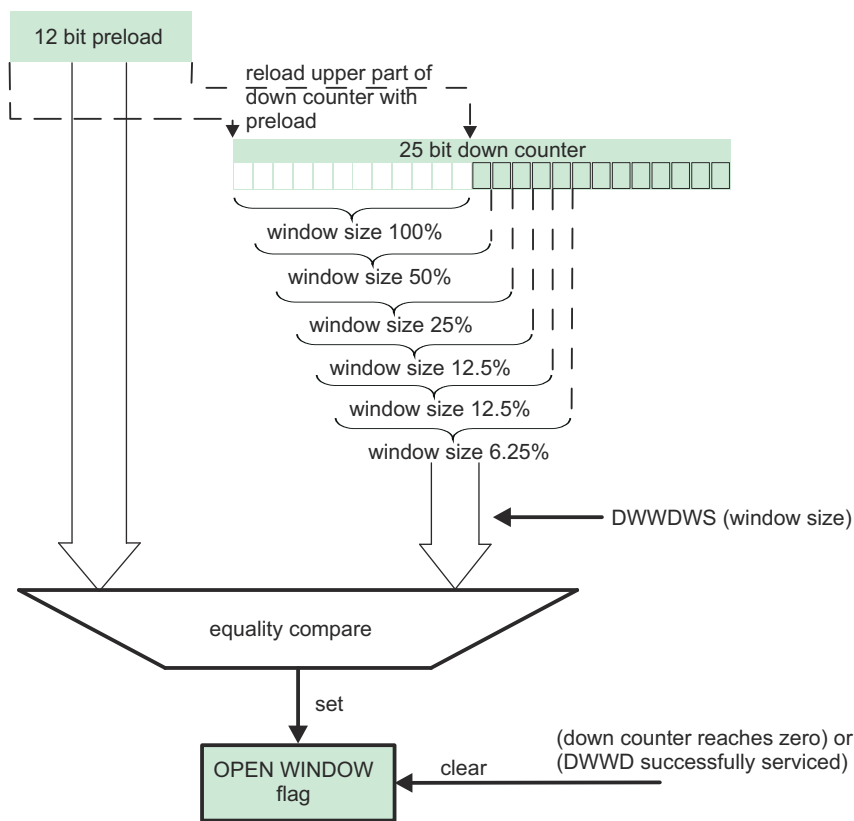 12 bit preload
reload upper part of
down counter with
preload
25 bit down counter
window size 100%
window size 50%
window size 25%
window size 12.5%
window size 12.5%
window size 6.25%
DWWDWS (window size)
equality compare
set
OPEN WINDOW
flag
clear
(down counter reaches zero) or
(DWWD successfully serviced)